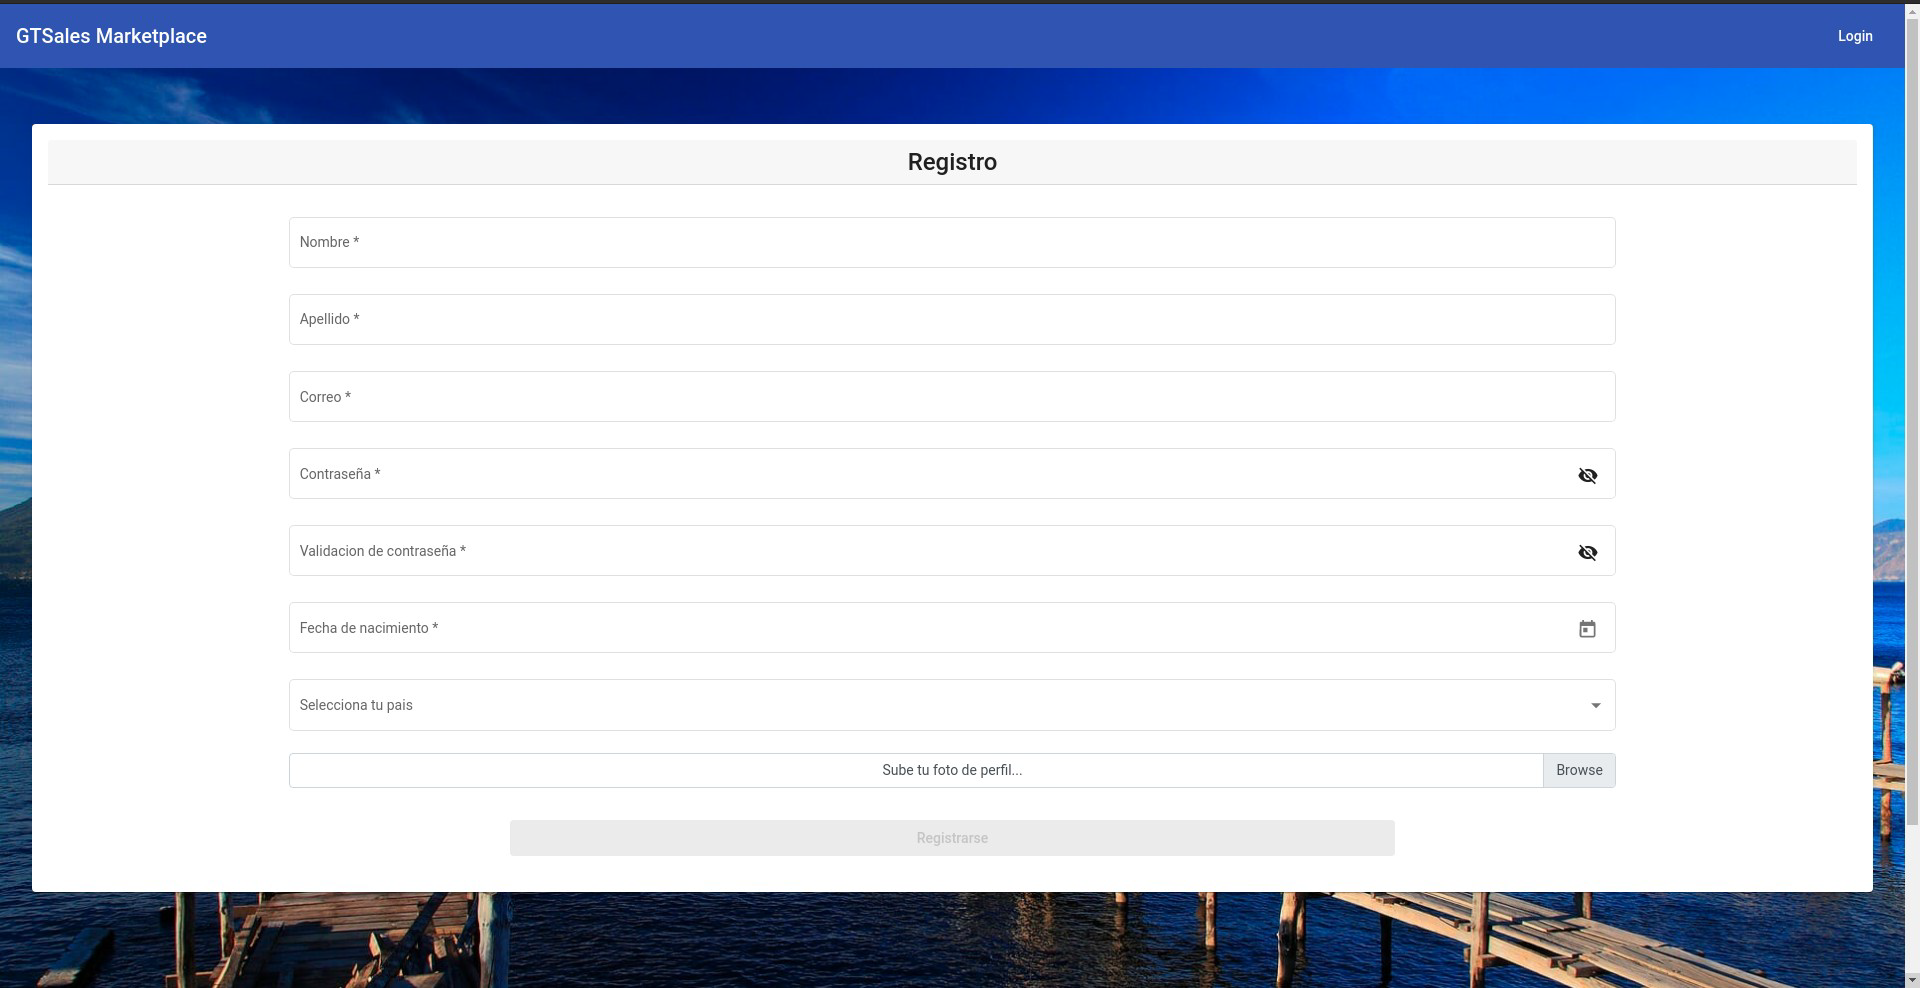 GTSales Marketplace
Login
Registro
Nombre *
Apellido *
Correo *
Contraseña *
Validacion de contraseña *
Fecha de nacimiento *
Selecciona tu pais
Sube tu foto de perfil...
Browse
Registrarse